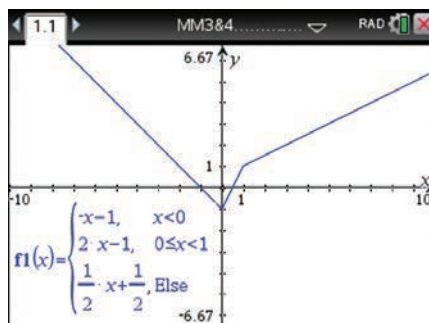 1.1 MM3&4............. RAD
6.67 y
1
x
-10 1 10
f1(x)={ -x-1, x<0
2·x-1, 0≤x<1
1/2·x+1/2, Else
-6.67